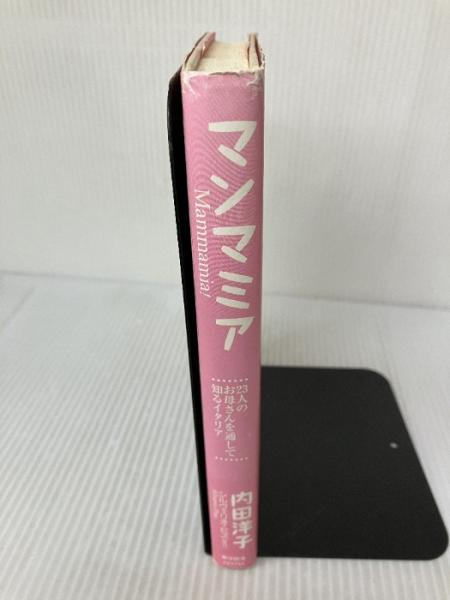 マンマミア
Mammamia!
23人の
お母さんを通して
知るイタリア
内田洋子